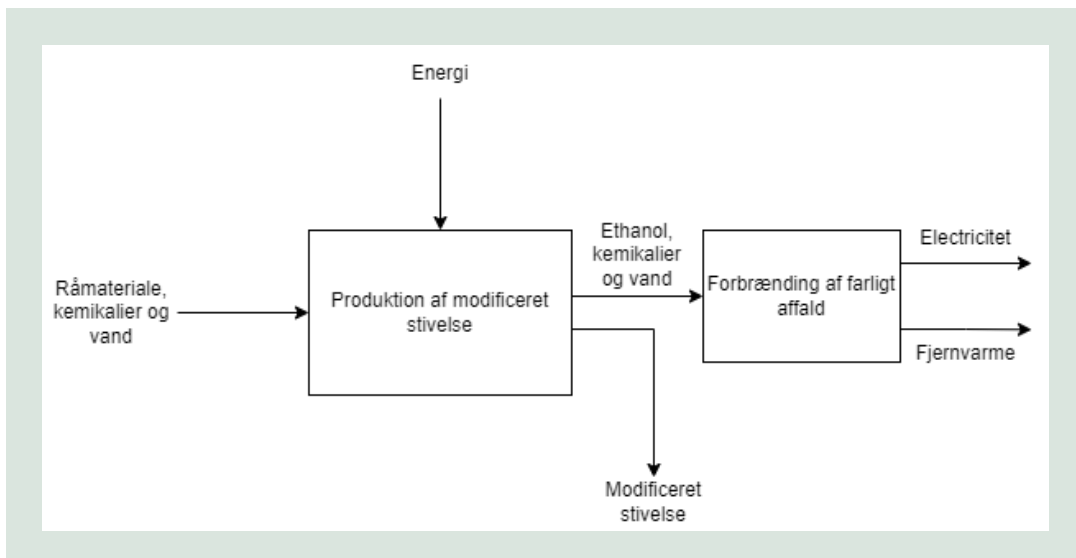 Energi
Råmateriale,
kemikalier og
vand
Produktion af modificeret
stivelse
Ethanol,
kemikalier
og vand
Forbrænding af farligt
affald
Electricitet
Fjernvarme
Modificeret
stivelse